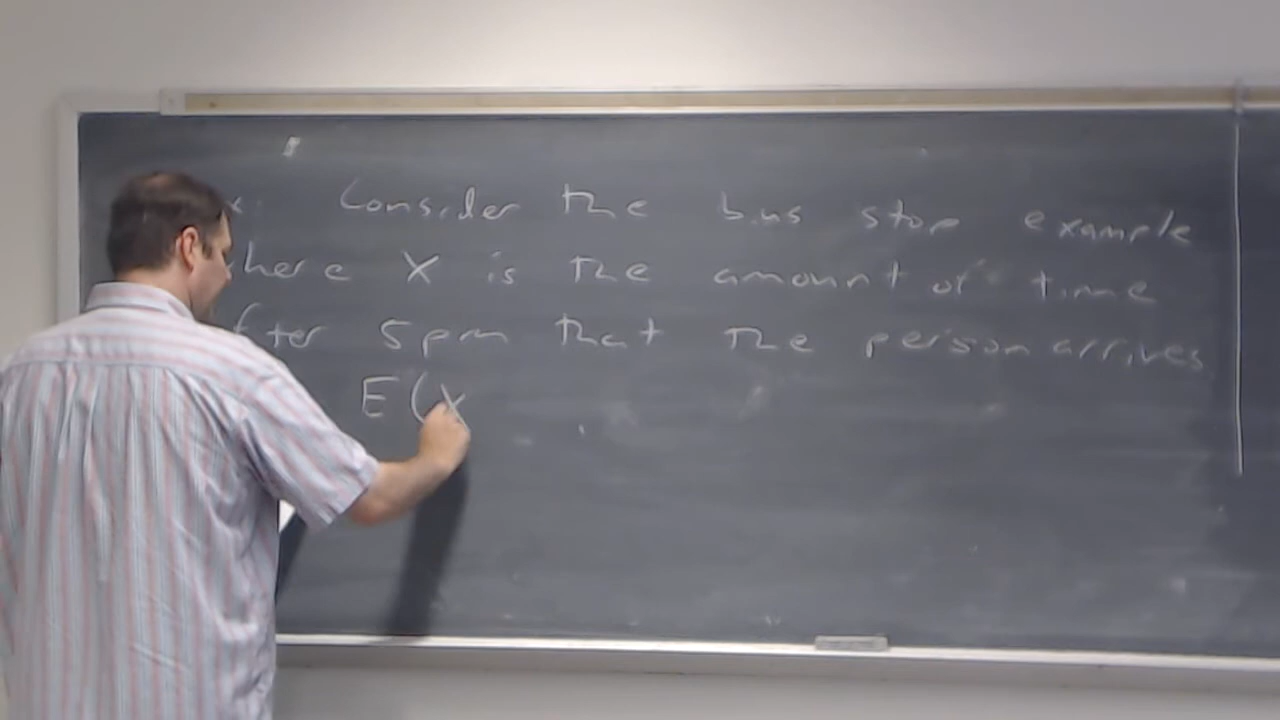 x: Consider the bus stop example
here X is the amount of time
fter 5pm that the person arrives
E(X